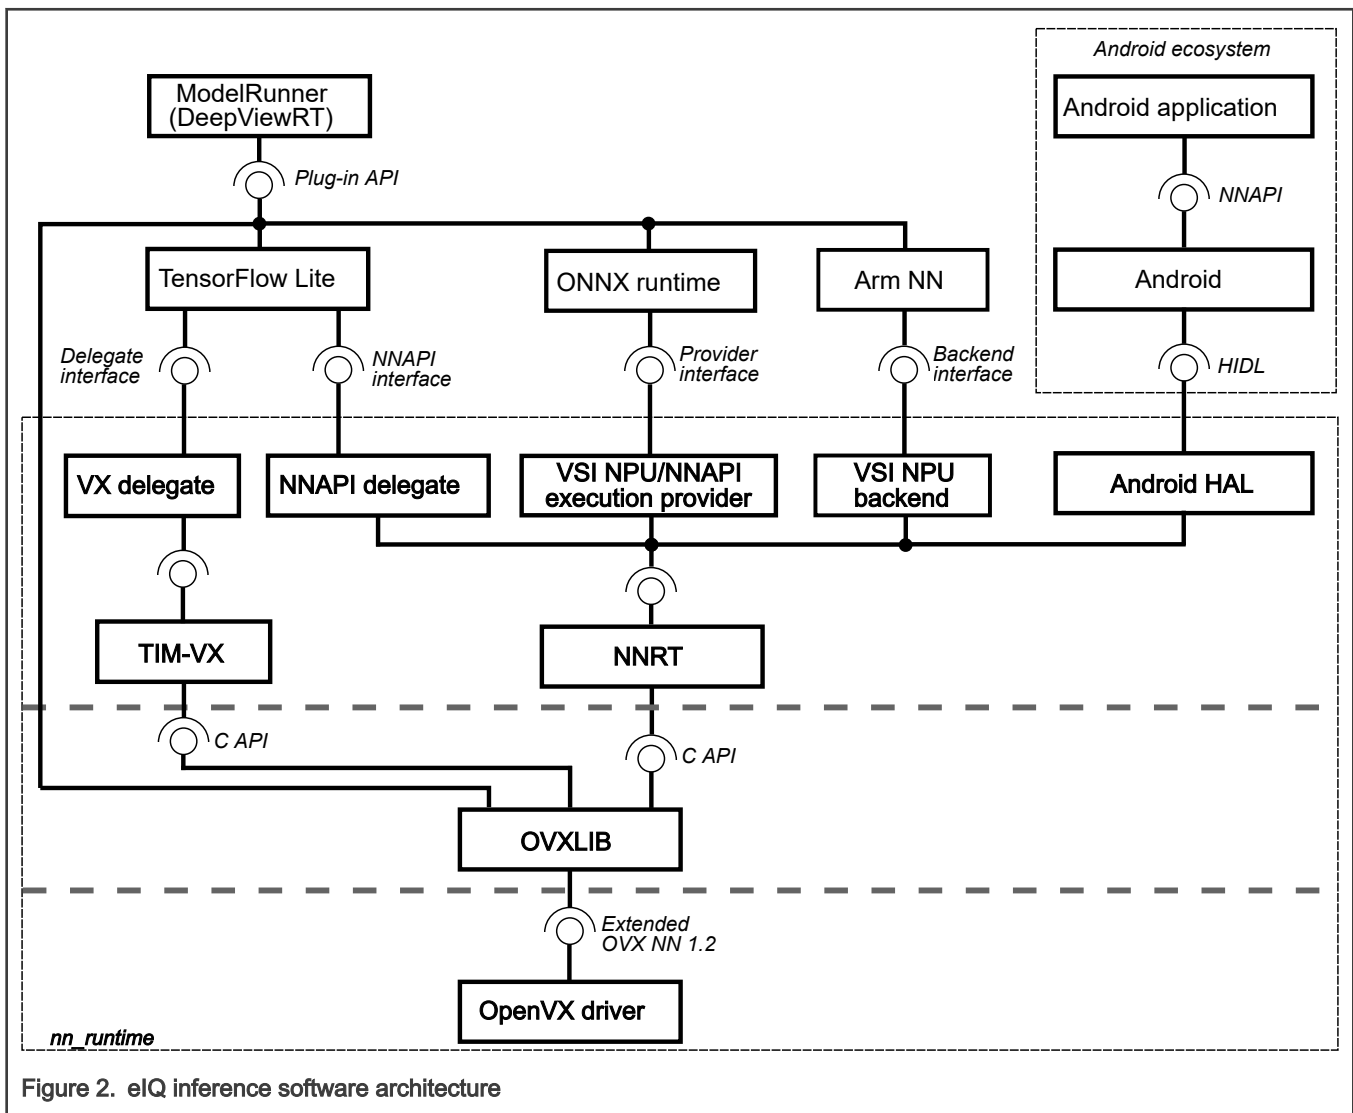 Android ecosystem
ModelRunner
(DeepViewRT)
Android application
Plug-in API
NNAPI
TensorFlow Lite
ONNX runtime
Arm NN
Android
Delegate
interface
NNAPI
interface
Provider
interface
Backend
interface
HIDL
VX delegate
NNAPI delegate
VSI NPU/NNAPI
execution provider
VSI NPU
backend
Android HAL
TIM-VX
NNRT
C API
C API
OVXLIB
Extended
OVX NN 1.2
OpenVX driver
nn_runtime
Figure 2. eIQ inference software architecture